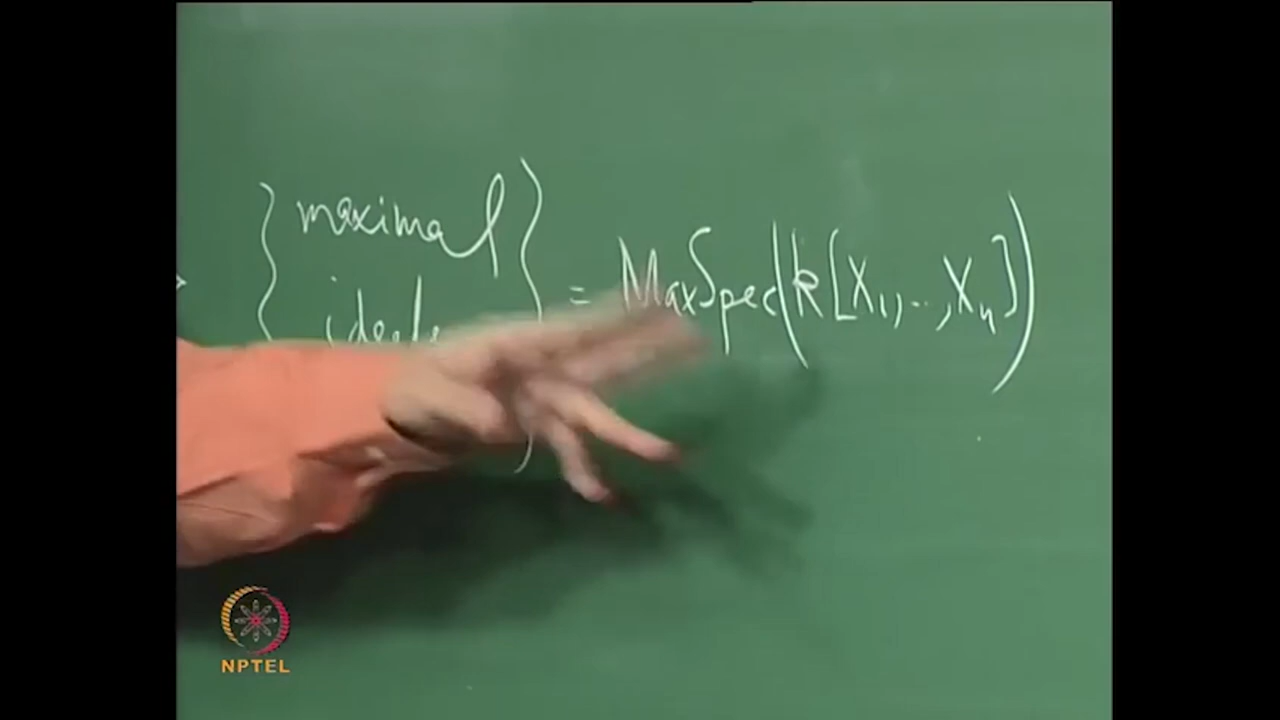 { maximal } = MaxSpec(k[X₁,..,Xₙ])
ideals
NPTEL